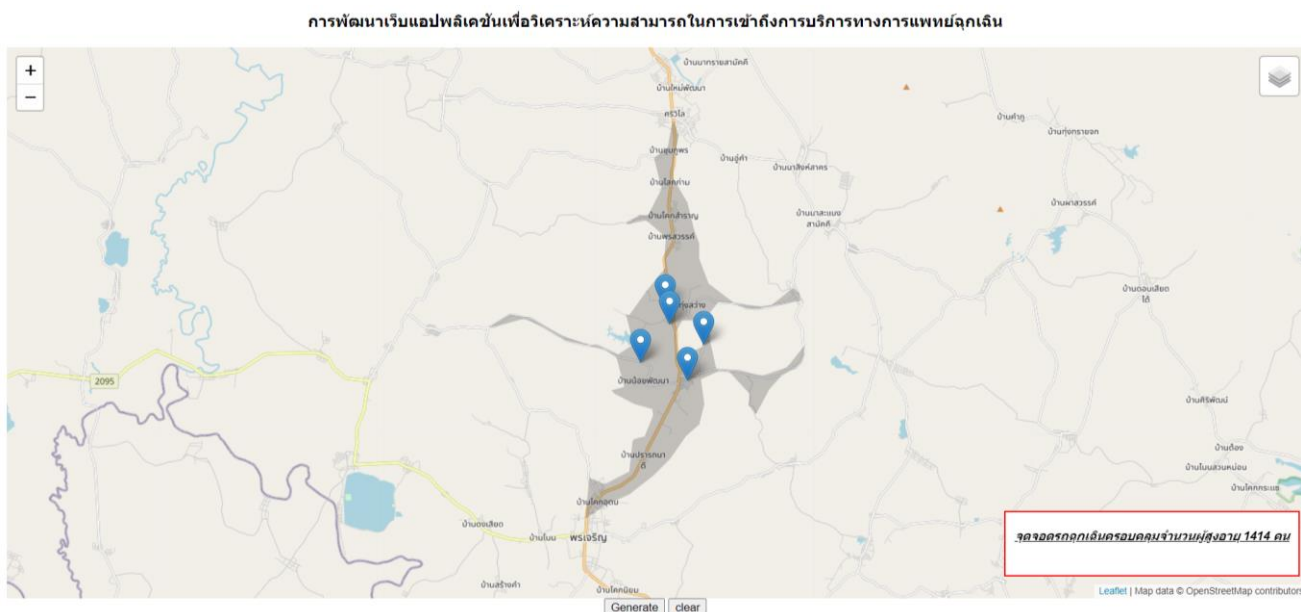 การพัฒนาเว็บแอปพลิเคชันเพื่อวิเคราะห์ความสามารถในการเข้าถึงการบริการทางการแพทย์ฉุกเฉิน
+
−
บ้านนาทรายสามัคคี
บ้านใหม่พัฒนา
ศรีวิไล
บ้านชุมภูพร
บ้านอู่คำ
บ้านนาสิงห์สาคร
บ้านคำภู
บ้านทุ่งทรายจก
บ้านโสกก่าม
บ้านโคกสำราญ
บ้านนาสะแบง
สามัคคี
บ้านผาสวรรค์
บ้านพรสวรรค์
บ้านดอนเสียด
ใต้
ทุ่งสว่าง
2095
บ้านน้อยพัฒนา
บ้านศิริพัฒน์
บ้านปรารถนา
ดี
บ้านต้อง
บ้านโนนสวนหม่อน
บ้านโคกกระแซ
บ้านโคกอุดม
บ้านดงเสียด
บ้านโนน
พรเจริญ
จุดจอดรถฉุกเฉินครอบคลุมจำนวนผู้สูงอายุ 1414 คน
บ้านสร้างคำ
บ้านโคกนิยม
Leaflet | Map data © OpenStreetMap contributors
Generate
clear